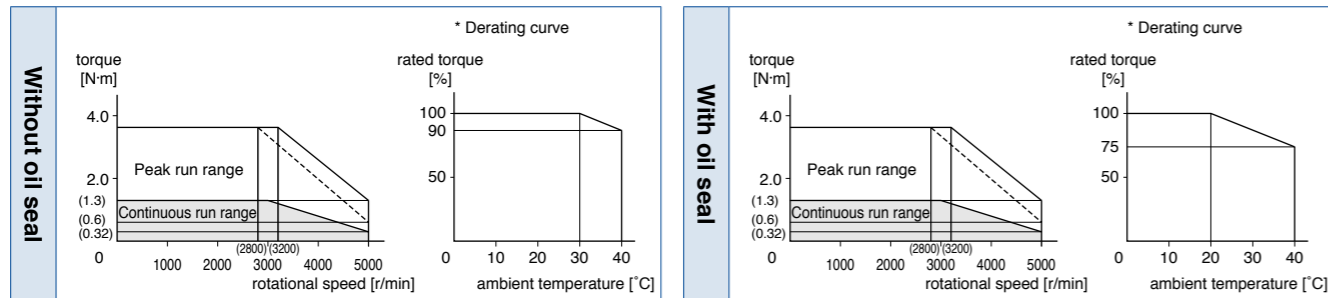 Without oil seal
torque
[N·m]
4.0
2.0
(1.3)
(0.6)
(0.32)
0
Peak run range
Continuous run range
(2800) (3200)
1000 2000 3000 4000 5000
rotational speed [r/min]
* Derating curve
rated torque
[%]
100
90
50
0 10 20 30 40
ambient temperature [˚C]
With oil seal
torque
[N·m]
4.0
2.0
(1.3)
(0.6)
(0.32)
0
Peak run range
Continuous run range
(2800) (3200)
1000 2000 3000 4000 5000
rotational speed [r/min]
* Derating curve
rated torque
[%]
100
75
50
0 10 20 30 40
ambient temperature [˚C]